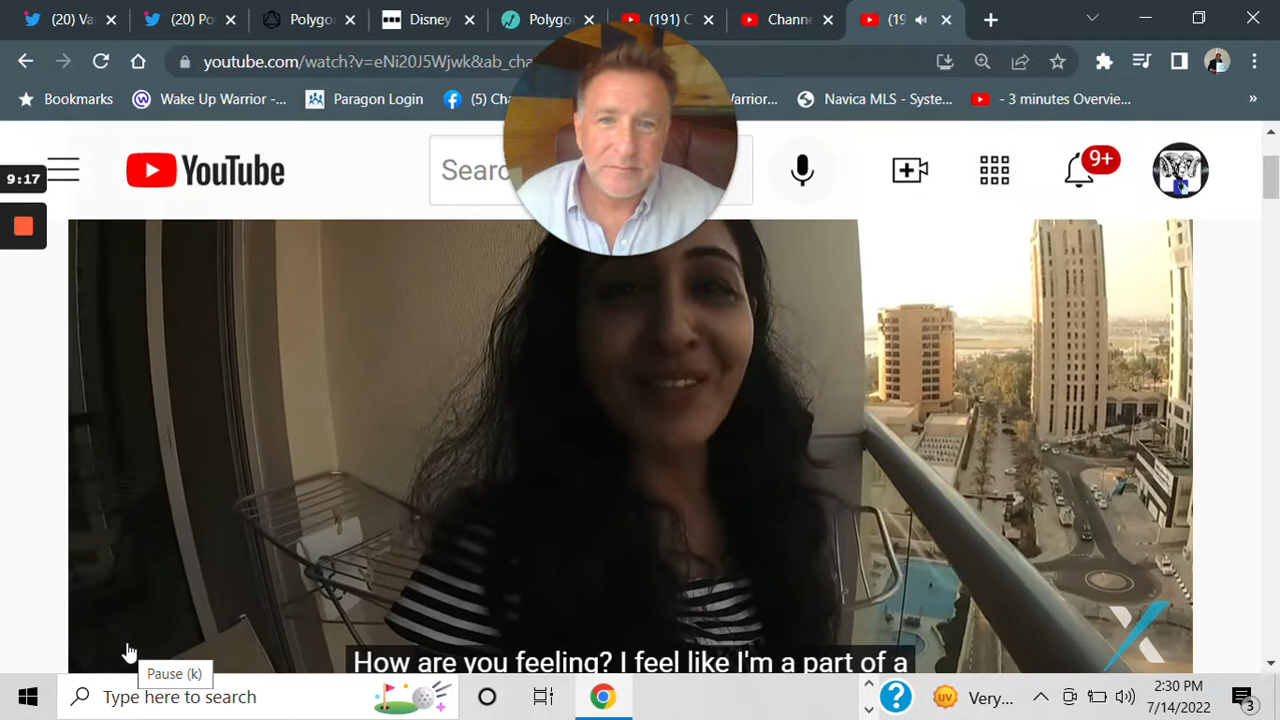 (20) Va
(20) Po
Polygo
Disney
Polygo
(191) C
Channe
(19
youtube.com/watch?v=eNi20J5Wjwk&ab_cha
Bookmarks
Wake Up Warrior -...
Paragon Login
(5) Cha
Varrior...
Navica MLS - Syste...
- 3 minutes Overvie...
»
9:17
YouTube
Searc
9+
How are you feeling? I feel like I'm a part of a
Pause (k)
Type here to search
Very...
2:30 PM
7/14/2022
3